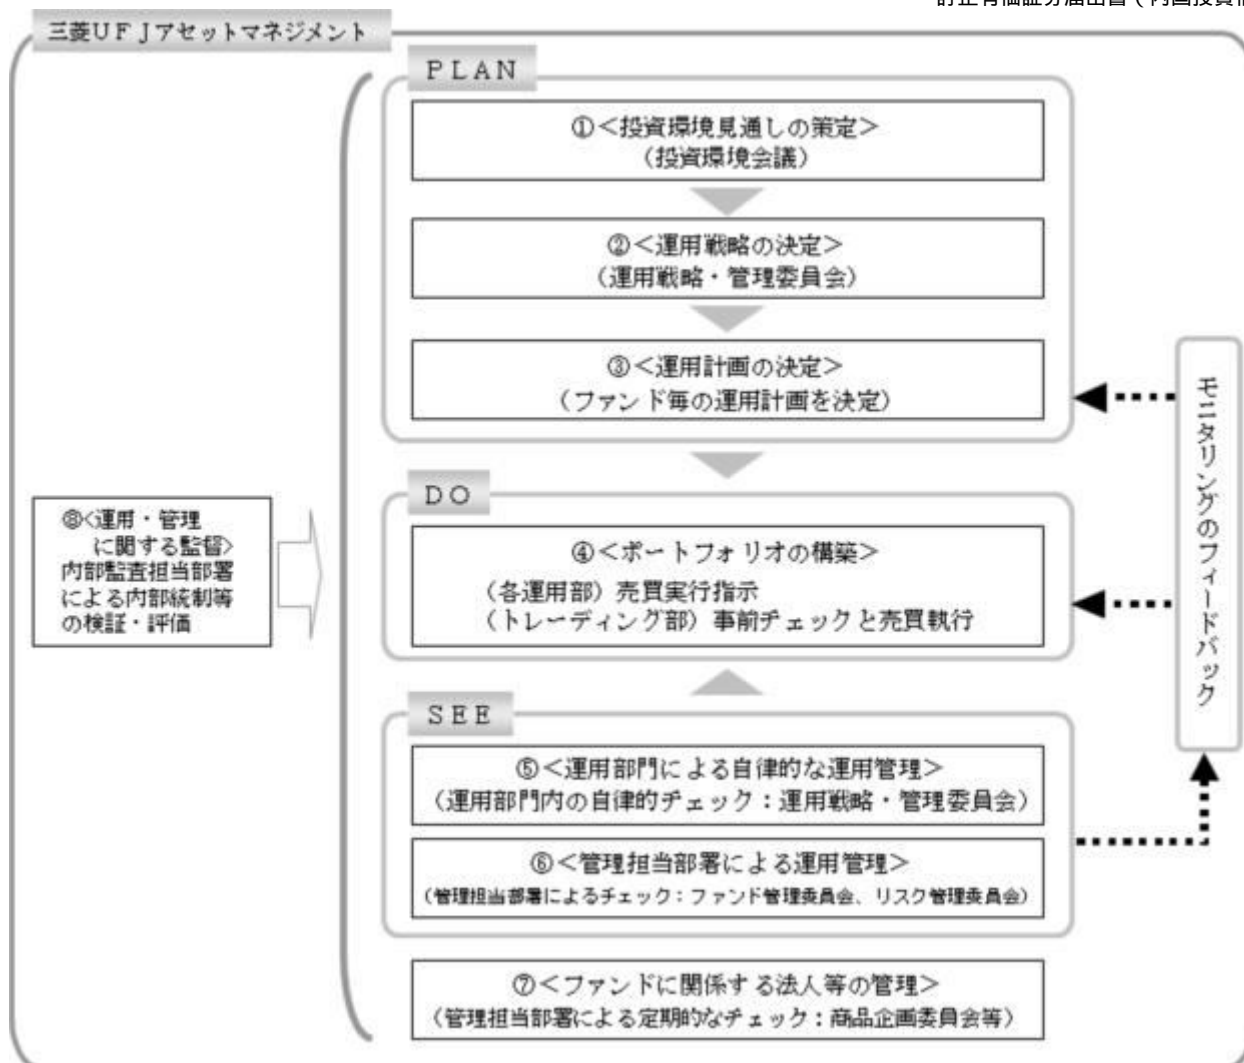 訂正有価証券届出書(内国投資信
三菱UFJアセットマネジメント
PLAN
①<投資環境見通しの策定>
(投資環境会議)
②<運用戦略の決定>
(運用戦略・管理委員会)
③<運用計画の決定>
(ファンド毎の運用計画を決定)
DO
④<ポートフォリオの構築>
(各運用部)売買実行指示
(トレーディング部)事前チェックと売買執行
SEE
⑤<運用部門による自律的な運用管理>
(運用部門内の自律的チェック:運用戦略・管理委員会)
⑥<管理担当部署による運用管理>
(管理担当部署によるチェック:ファンド管理委員会、リスク管理委員会)
⑦<ファンドに関係する法人等の管理>
(管理担当部署による定期的なチェック:商品企画委員会等)
⑧<運用・管理
に関する監督>
内部監査担当部署
による内部統制等
の検証・評価
モニタリングのフィードバック